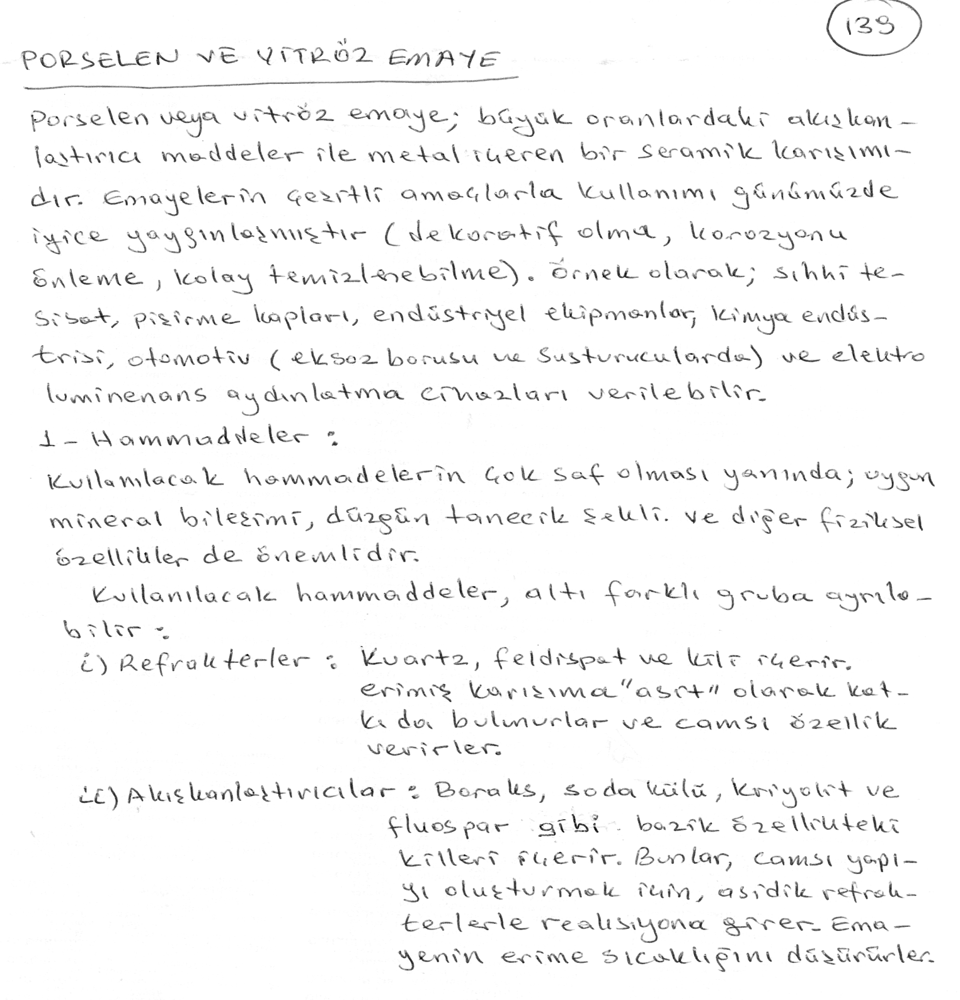 139
PORSELEN VE VİTRÖZ EMAYE
Porselen veya vitröz emaye; büyük oranlardaki akışkan-
laştırıcı maddeler ile metal içeren bir seramik karışımı-
dır. Emayelerin çeşitli amaçlarla kullanımı günümüzde
iyice yaygınlaşmıştır (dekoratif olma, korozyonu
önleme, kolay temizlenebilme). Örnek olarak; sıhhi te-
sisat, pişirme kapları, endüstriyel ekipmanlar, kimya endüs-
trisi, otomotiv (eksoz borusu ve susturucularda) ve elektro
luminenans aydınlatma cihazları verilebilir.
1- Hammaddeler :
Kullanılacak hammadelerin çok saf olması yanında; uygun
mineral bileşimi, düzgün tanecik şekli. ve diğer fiziksel
özellikler de önemlidir.
Kullanılacak hammaddeler, altı farklı gruba ayrıla-
bilir :
i) Refrakterler : Kuartz, feldispat ve kili içerir.
erimiş karışıma "asit" olarak kat-
kıda bulunurlar ve camsı özellik
verirler.
ii) Akışkanlaştırıcılar : Boraks, soda külü, kriyolit ve
fluospar gibi bazik özellikteki
killeri içerir. Bunlar, camsı yapı-
yı oluşturmak için, asidik refrak-
terlerle reaksiyona girer. Ema-
yenin erime sıcaklığını düşürürler.